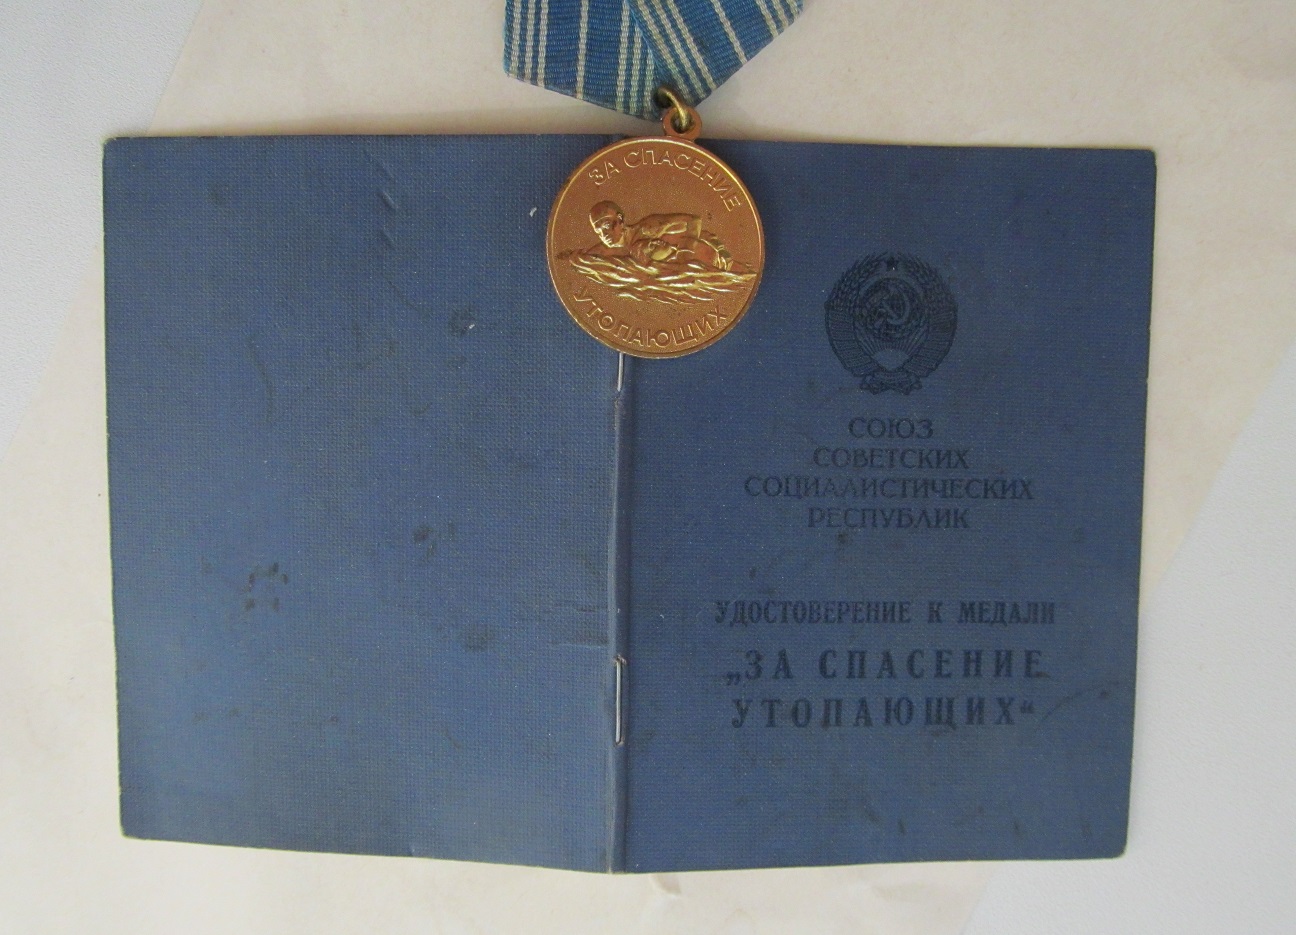 ЗА СПАСЕНИЕ
УТОПАЮЩИХ
СОЮЗ
СОВЕТСКИХ
СОЦИАЛИСТИЧЕСКИХ
РЕСПУБЛИК
УДОСТОВЕРЕНИЕ К МЕДАЛИ
„ЗА СПАСЕНИЕ
УТОПАЮЩИХ“